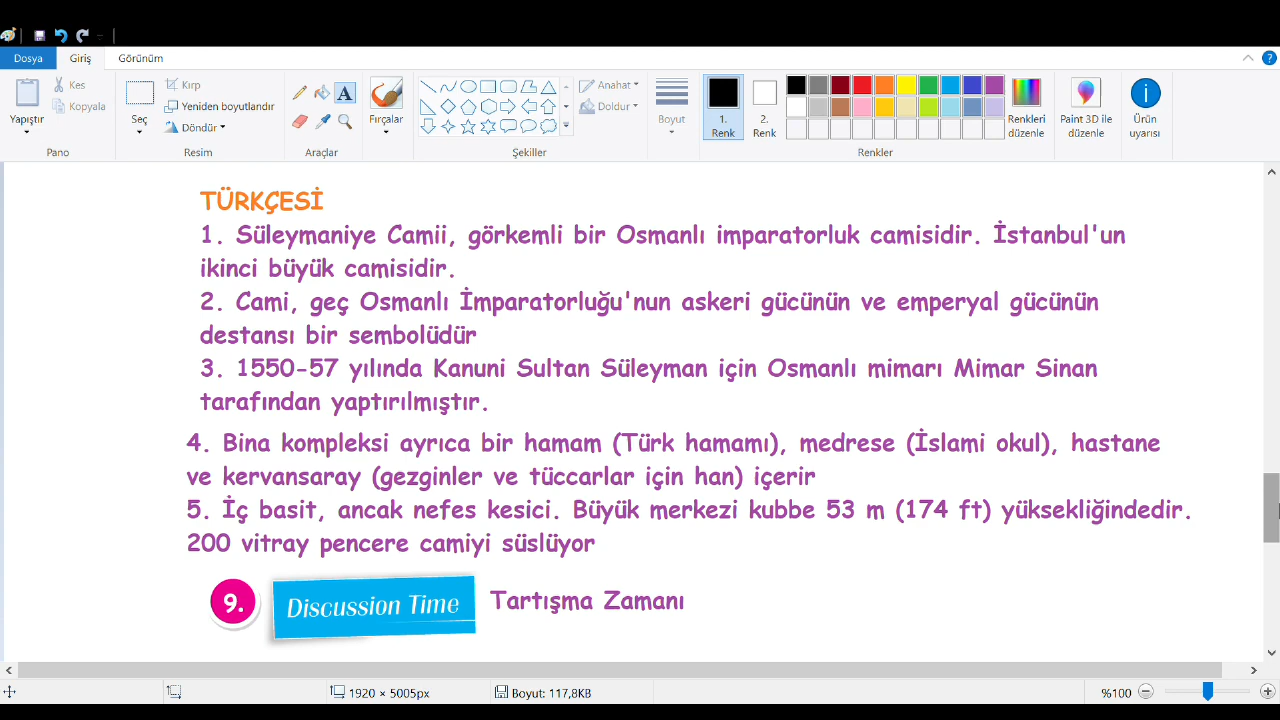 Dosya Giriş Görünüm
Yapıştır
Kes
Kopyala
Pano
Seç
Kırp
Yeniden boyutlandır
Döndür
Resim
A
Araçlar
Fırçalar
Anahat
Doldur
Şekiller
Boyut
1. Renk
2. Renk
Renkleri düzenle
Renkler
Paint 3D ile düzenle
Ürün uyarısı
TÜRKÇESİ
1. Süleymaniye Camii, görkemli bir Osmanlı imparatorluk camisidir. İstanbul'un
ikinci büyük camisidir.
2. Cami, geç Osmanlı İmparatorluğu'nun askeri gücünün ve emperyal gücünün
destansı bir sembolüdür
3. 1550-57 yılında Kanuni Sultan Süleyman için Osmanlı mimarı Mimar Sinan
tarafından yaptırılmıştır.
4. Bina kompleksi ayrıca bir hamam (Türk hamamı), medrese (İslami okul), hastane
ve kervansaray (gezginler ve tüccarlar için han) içerir
5. İç basit, ancak nefes kesici. Büyük merkezi kubbe 53 m (174 ft) yüksekliğindedir.
200 vitray pencere camiyi süslüyor
9. Discussion Time Tartışma Zamanı
1920 × 5005px
Boyut: 117,8KB
%100